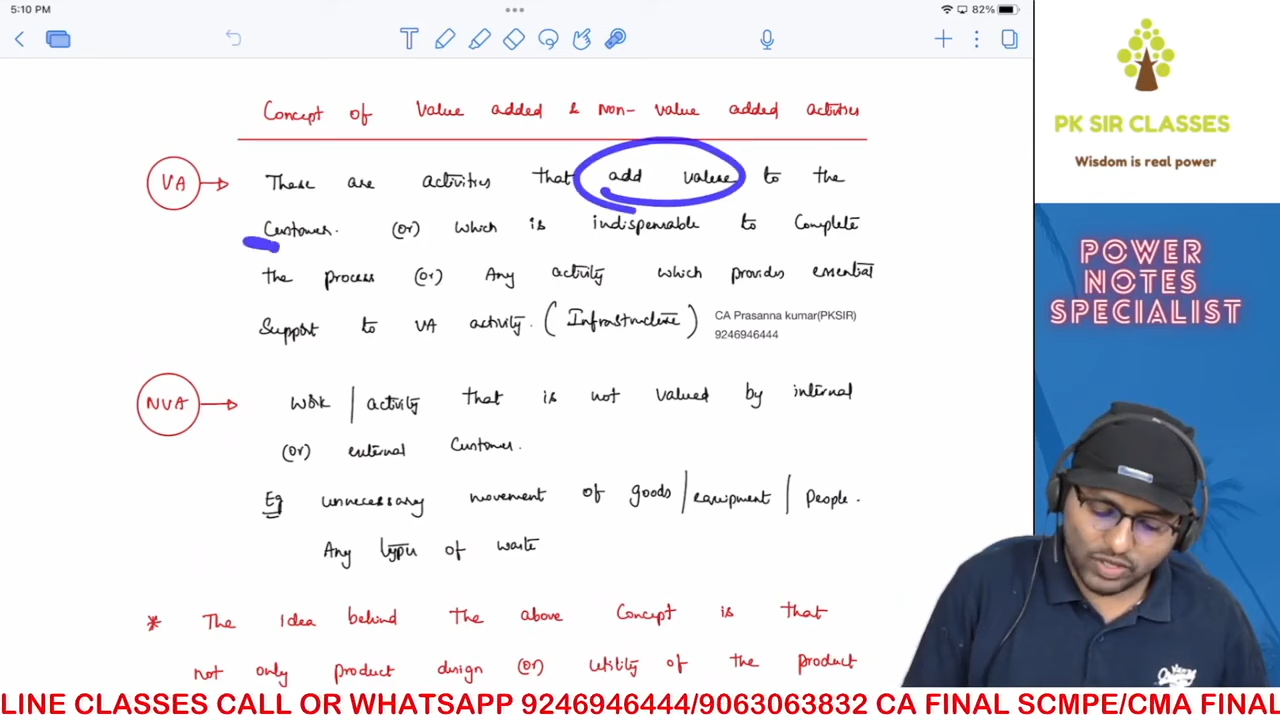 5:10 PM
82%
Concept of Value added & Non-value added activities
VA → These are activities that add value to the
Customer. (or) which is indispensable to Complete
the process (or) Any activity which provides essential
Support to VA activity. (Infrastructure)
CA Prasanna kumar(PKSIR)
9246946444
NVA → Work | activity that is not valued by internal
(or) external Customer.
Eg unnecessary movement of goods | equipment | People.
Any type of waste
* The idea behind the above Concept is that
not only product design (or) utility of the product
PK SIR CLASSES
Wisdom is real power
POWER
NOTES
SPECIALIST
LINE CLASSES CALL OR WHATSAPP 9246946444/9063063832 CA FINAL SCMPE/CMA FINAL